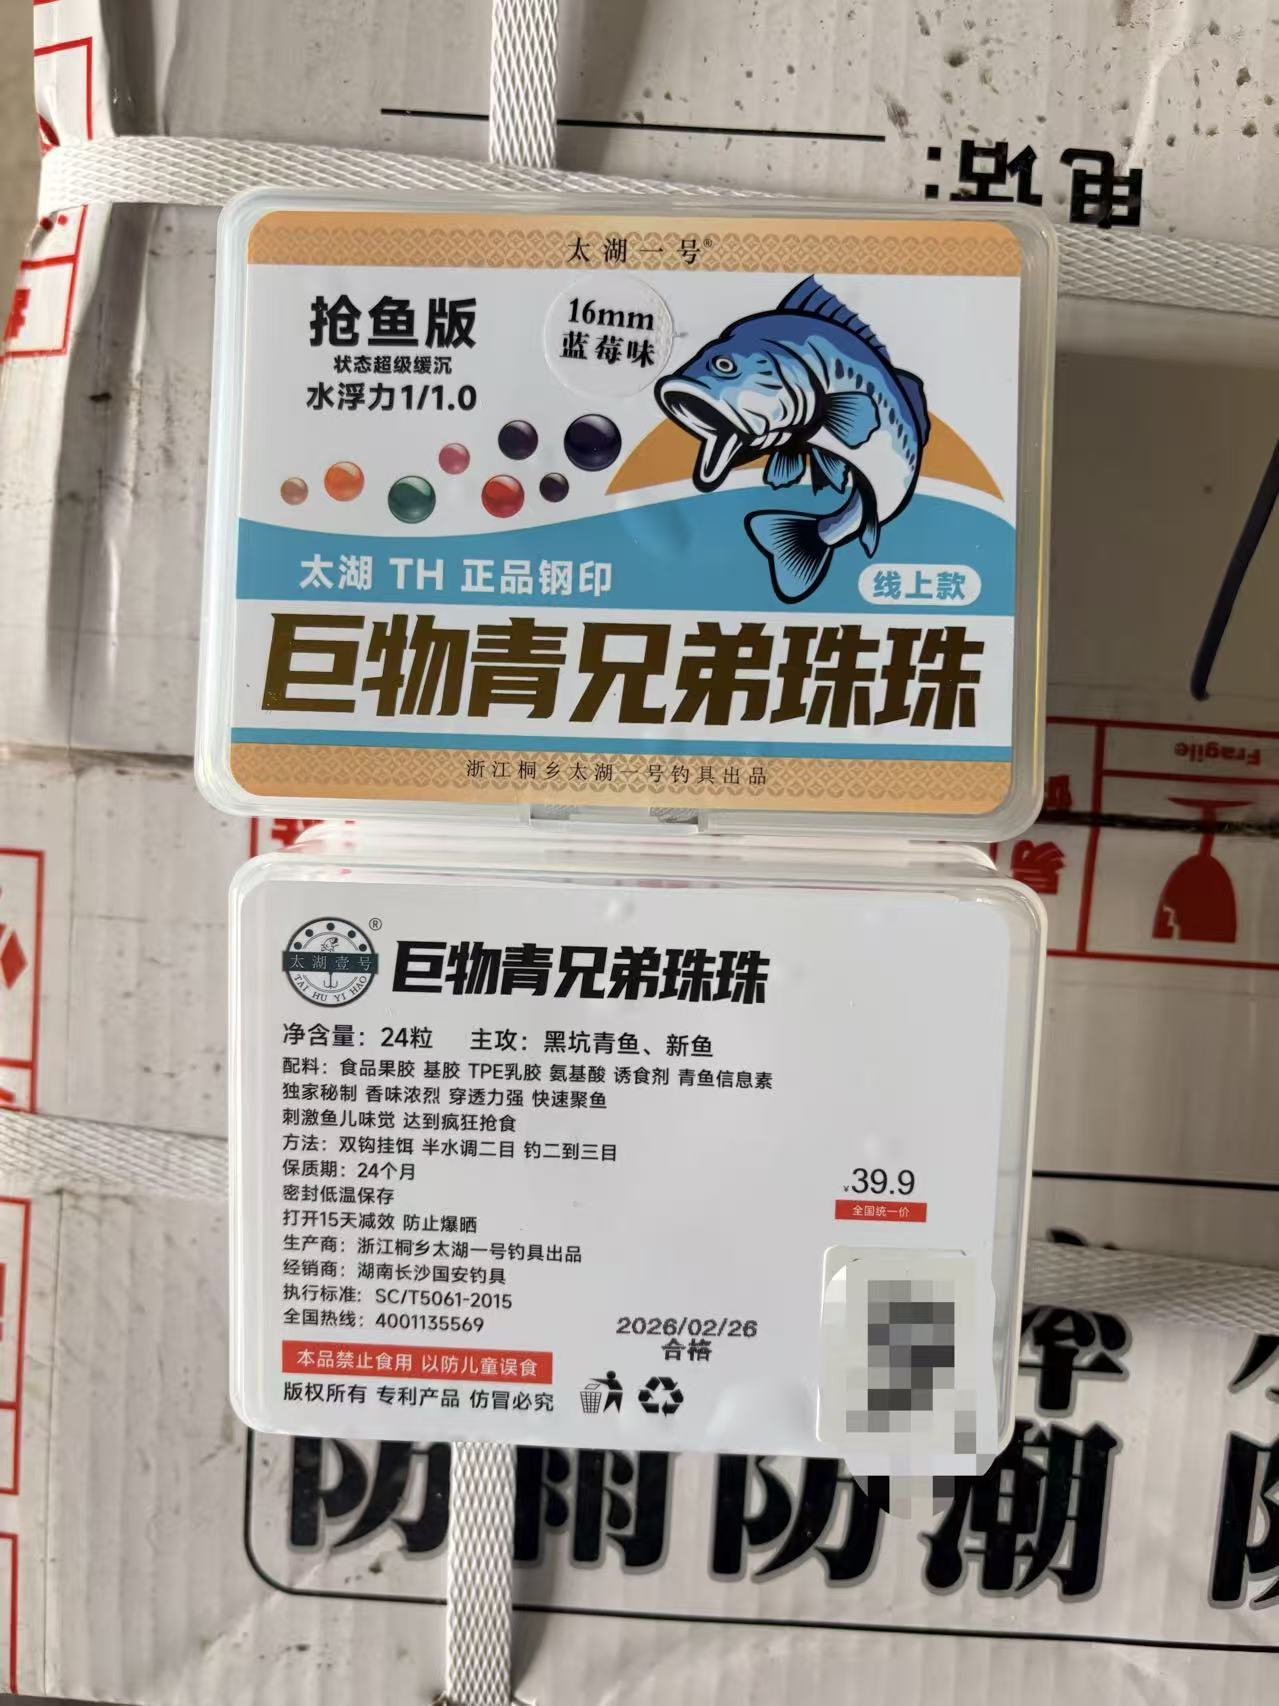 电话:
太湖一号®
抢鱼版
状态超级缓沉
水浮力1/1.0
16mm
蓝莓味
太湖 TH 正品钢印
线上款
巨物青兄弟珠珠
浙江桐乡太湖一号钓具出品
Fragile
易
太湖壹号
TAI HU YI HAO
®
巨物青兄弟珠珠
净含量：24粒 主攻：黑坑青鱼、新鱼
配料：食品果胶 基胶 TPE乳胶 氨基酸 诱食剂 青鱼信息素
独家秘制 香味浓烈 穿透力强 快速聚鱼
刺激鱼儿味觉 达到疯狂抢食
方法：双钩挂饵 半水调二目 钓二到三目
保质期：24个月
密封低温保存
打开15天减效 防止爆晒
生产商：浙江桐乡太湖一号钓具出品
经销商：湖南长沙国安钓具
执行标准：SC/T5061-2015
全国热线：4001135569
¥39.9
全国统一价
2026/02/26
合格
本品禁止食用 以防儿童误食
版权所有 专利产品 仿冒必究
防雨防潮